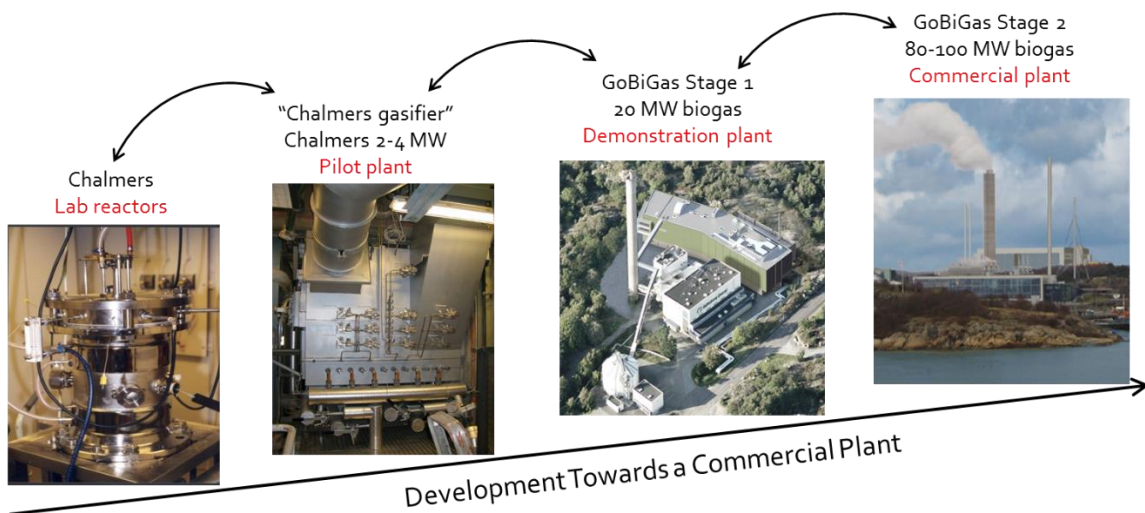 Chalmers
Lab reactors
“Chalmers gasifier”
Chalmers 2-4 MW
Pilot plant
GoBiGas Stage 1
20 MW biogas
Demonstration plant
GoBiGas Stage 2
80-100 MW biogas
Commercial plant
Development Towards a Commercial Plant